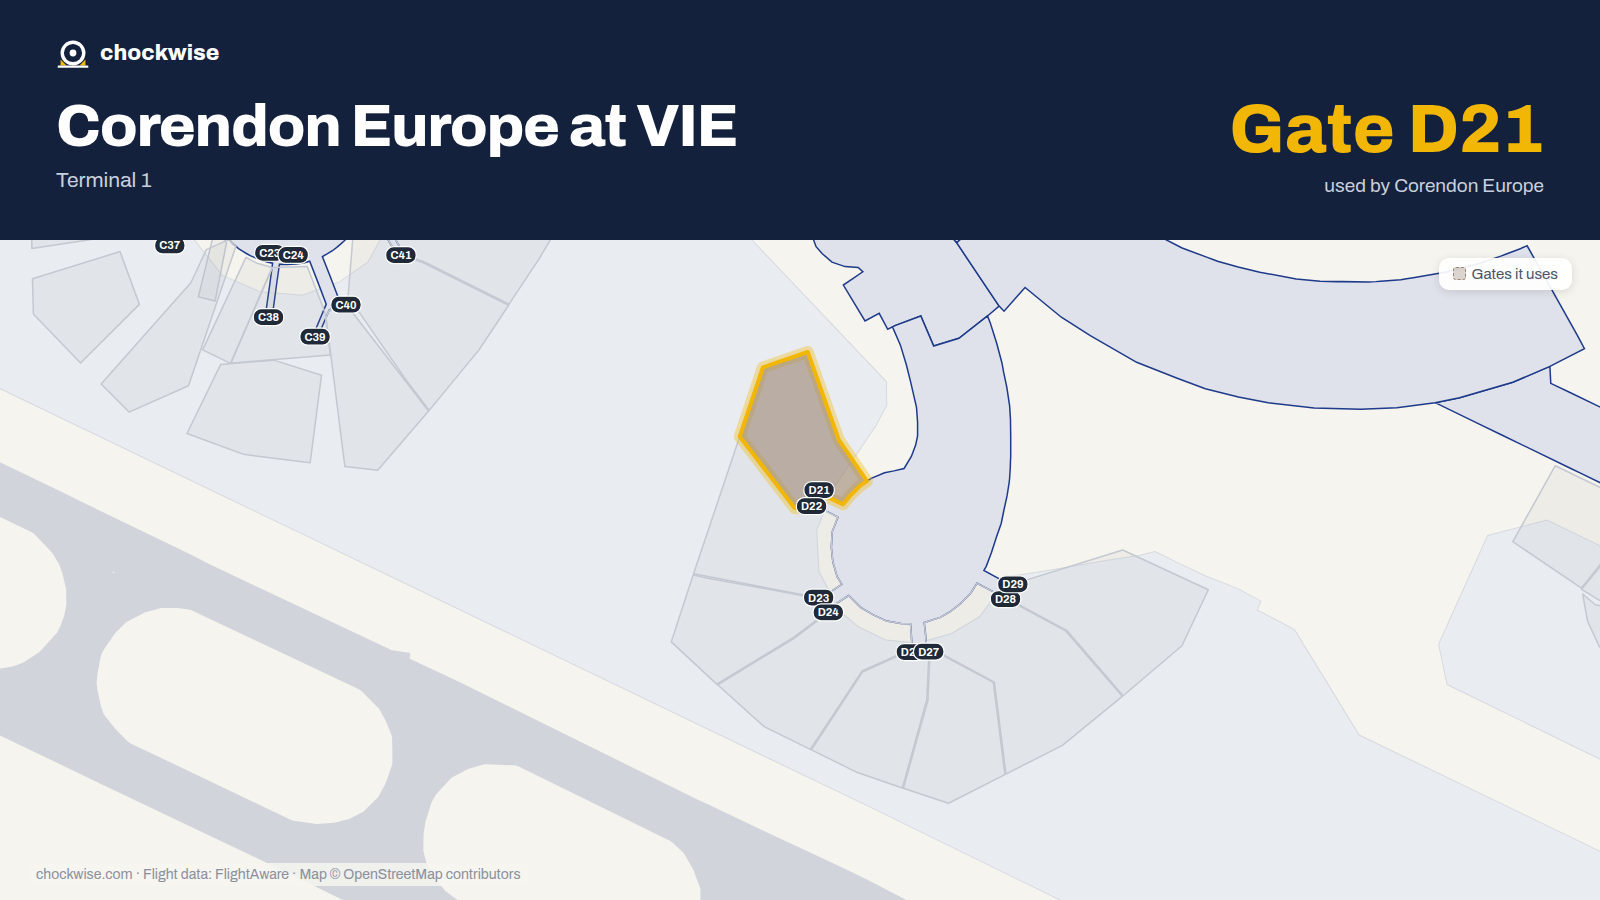 chockwise
Corendon Europe at VIE
Terminal 1
Gate D21
used by Corendon Europe
Gates it uses
C37
C23
C24
C41
C38
C40
C39
D21
D22
D23
D24
D29
D28
D27
chockwise.com · Flight data: FlightAware · Map © OpenStreetMap contributors